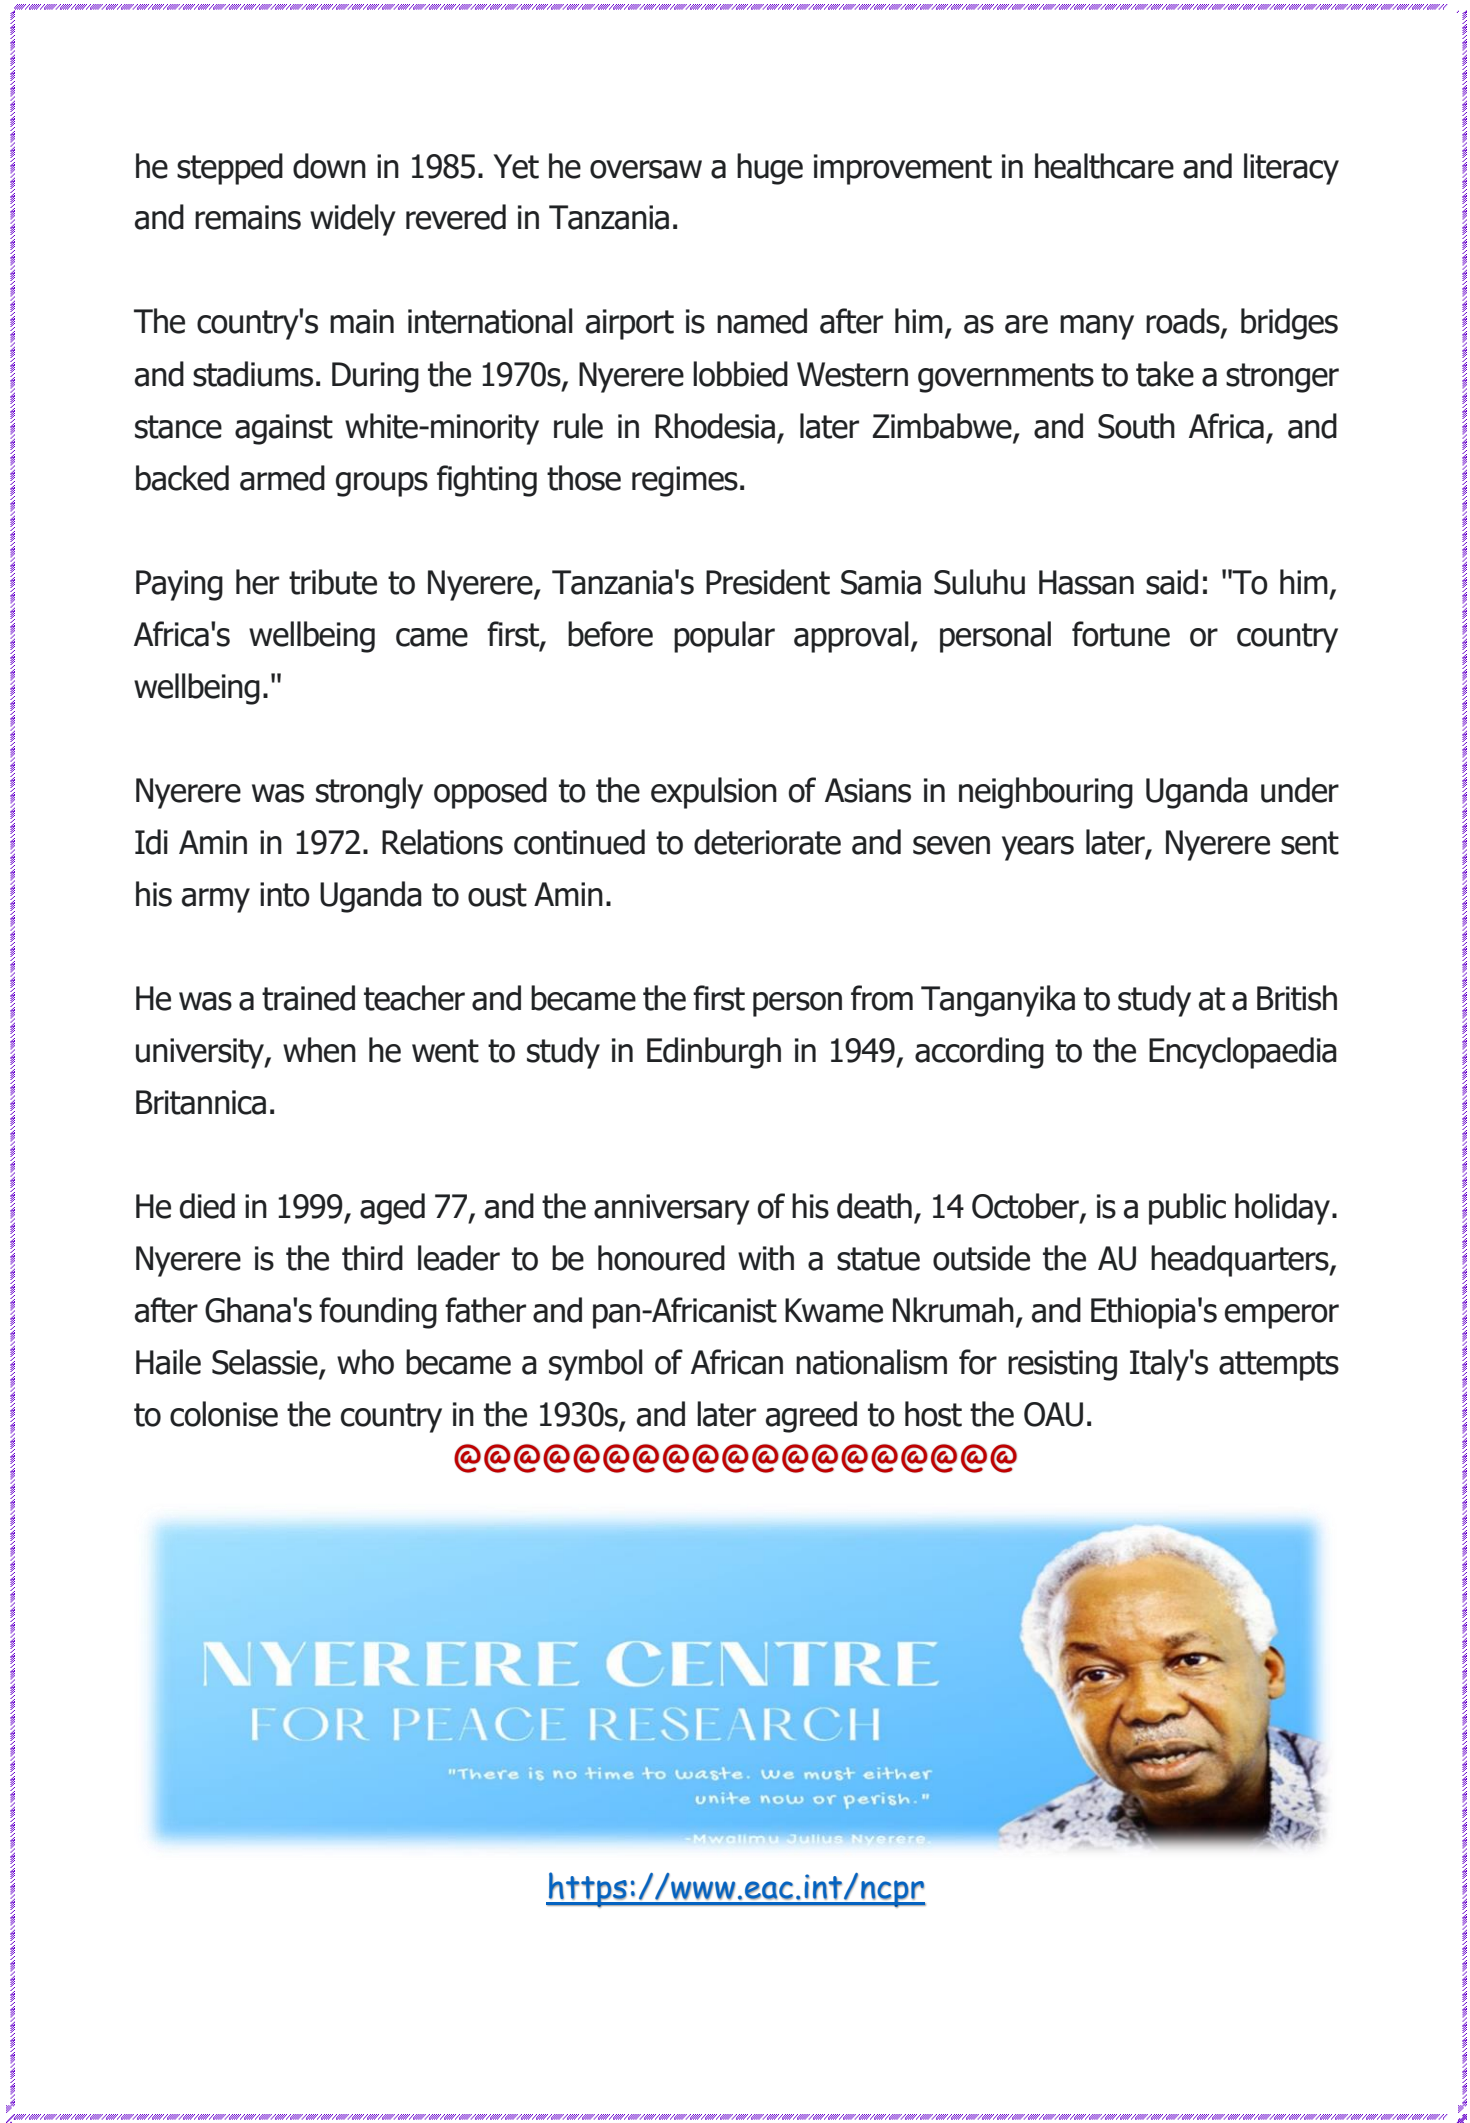 he stepped down in 1985. Yet he oversaw a huge improvement in healthcare and literacy
and remains widely revered in Tanzania.
The country's main international airport is named after him, as are many roads, bridges
and stadiums. During the 1970s, Nyerere lobbied Western governments to take a stronger
stance against white-minority rule in Rhodesia, later Zimbabwe, and South Africa, and
backed armed groups fighting those regimes.
Paying her tribute to Nyerere, Tanzania's President Samia Suluhu Hassan said: "To him,
Africa's wellbeing came first, before popular approval, personal fortune or country
wellbeing."
Nyerere was strongly opposed to the expulsion of Asians in neighbouring Uganda under
Idi Amin in 1972. Relations continued to deteriorate and seven years later, Nyerere sent
his army into Uganda to oust Amin.
He was a trained teacher and became the first person from Tanganyika to study at a British
university, when he went to study in Edinburgh in 1949, according to the Encyclopaedia
Britannica.
He died in 1999, aged 77, and the anniversary of his death, 14 October, is a public holiday.
Nyerere is the third leader to be honoured with a statue outside the AU headquarters,
after Ghana's founding father and pan-Africanist Kwame Nkrumah, and Ethiopia's emperor
Haile Selassie, who became a symbol of African nationalism for resisting Italy's attempts
to colonise the country in the 1930s, and later agreed to host the OAU.
@@@@@@@@@@@@@@@@@@@
NYERERE CENTRE
FOR PEACE RESEARCH
"There is no time to waste. We must either
unite now or perish."
-Mwalimu Julius Nyerere.
https://www.eac.int/ncpr